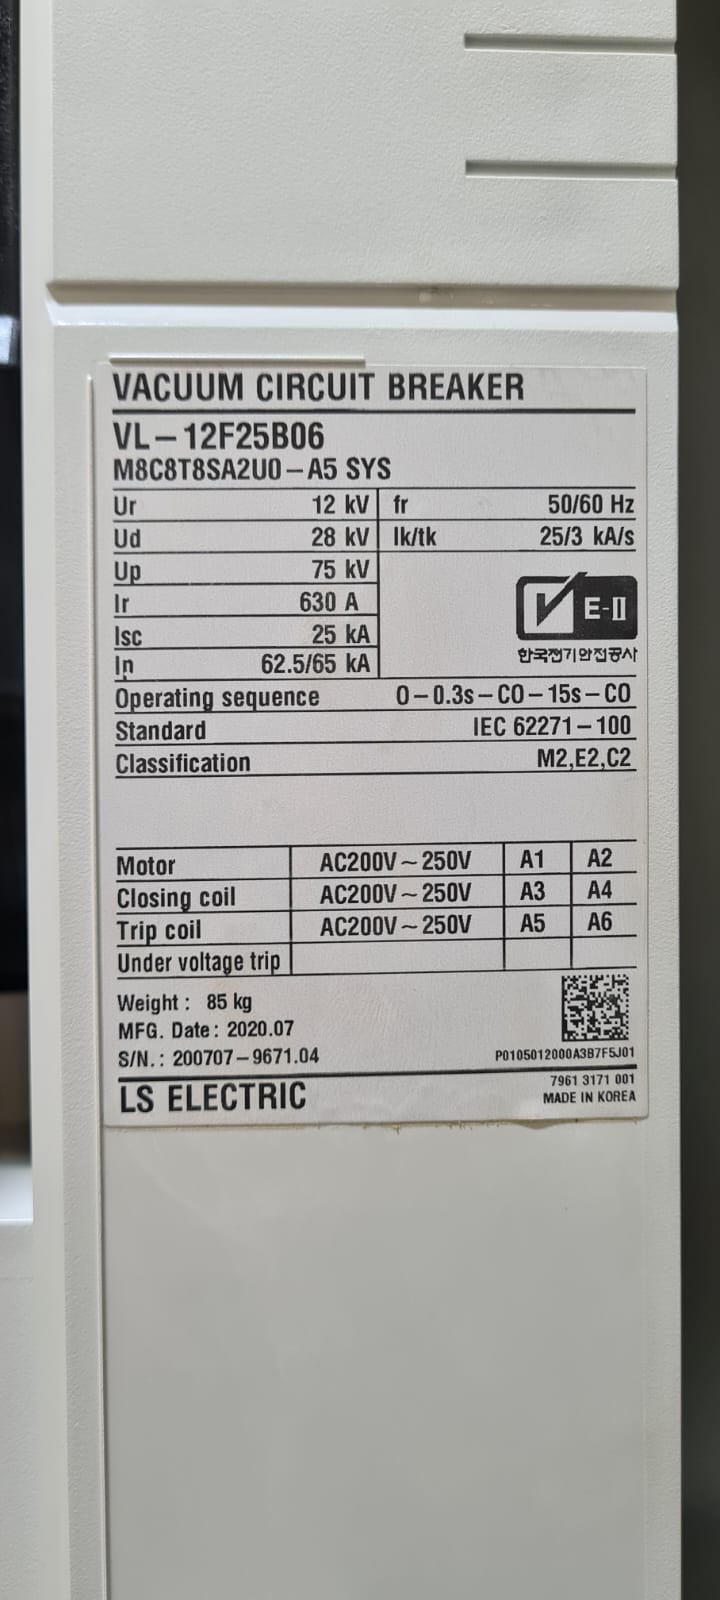 VACUUM CIRCUIT BREAKER
VL-12F25B06
M8C8T8SA2U0-A5 SYS
Ur 12 kV fr 50/60 Hz
Ud 28 kV Ik/tk 25/3 kA/s
Up 75 kV
Ir 630 A
Isc 25 kA
Ip 62.5/65 kA
E-II
한국전기안전공사
Operating sequence O-0.3s-CO-15s-CO
Standard IEC 62271-100
Classification M2,E2,C2
Motor AC200V~250V A1 A2
Closing coil AC200V~250V A3 A4
Trip coil AC200V~250V A5 A6
Under voltage trip
Weight : 85 kg
MFG. Date : 2020.07
S/N. : 200707-9671.04
P0105012000A3B7F5J01
LS ELECTRIC
7961 3171 001
MADE IN KOREA